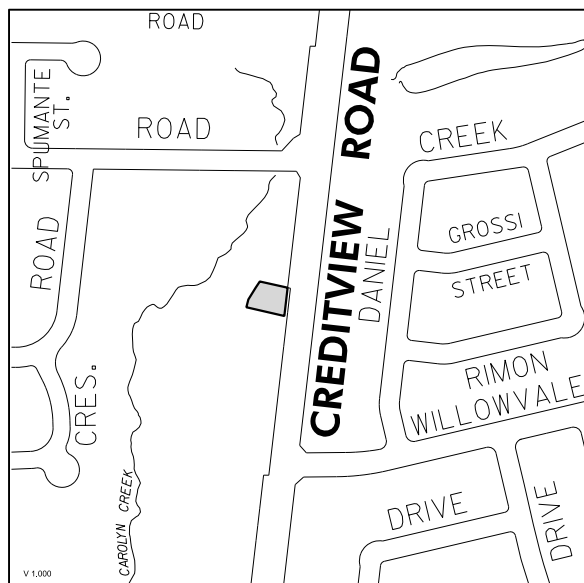 ROAD
SPUMANTE
ST.
ROAD
CREDITVIEW ROAD
CREEK
DANIEL
GROSSI
STREET
ROAD
RIMON
WILLOWVALE
CRES.
CAROLYN CREEK
DRIVE
DRIVE
V 1,000